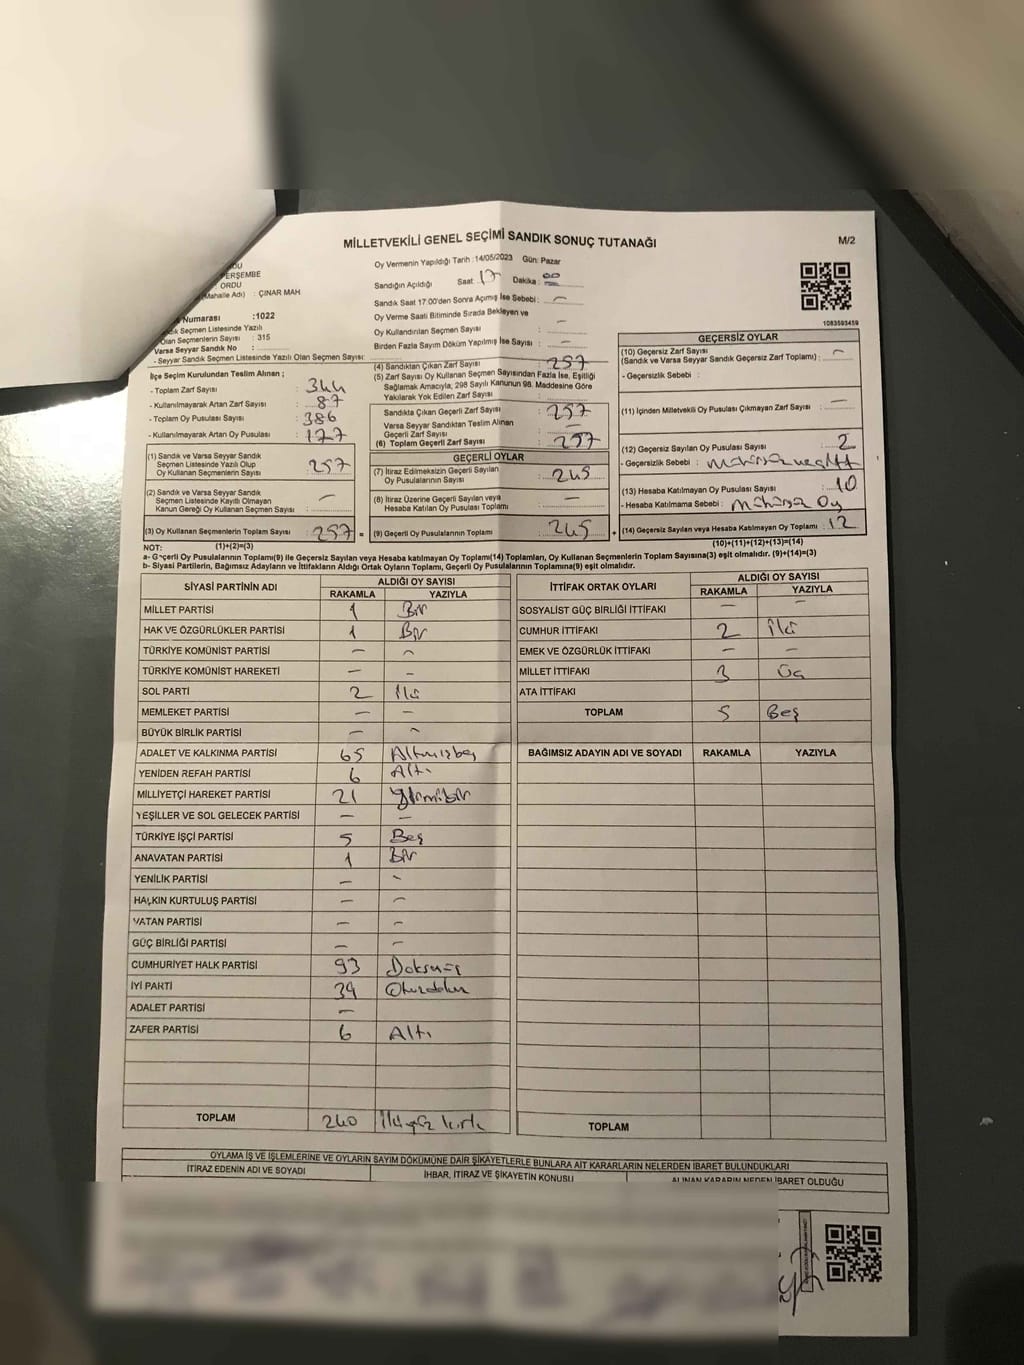 MİLLETVEKİLİ GENEL SEÇİMİ SANDIK SONUÇ TUTANAĞI
M/2
DU
ERŞEMBE
ORDU
(Mahalle Adı) : ÇINAR MAH
Numarası :1022
Sandık Seçmen Listesinde Yazılı
Olan Seçmenlerin Sayısı : 315
Varsa Seyyar Sandık No :
- Seyyar Sandık Seçmen Listesinde Yazılı Olan Seçmen Sayısı:
Oy Vermenin Yapıldığı Tarih :14/05/2023 Gün: Pazar
Sandığın Açıldığı Saat : 17 Dakika : 00
Sandık Saat 17.00'den Sonra Açımış İse Sebebi : —
Oy Verme Saati Bitiminde Sırada Bekleyen ve
Oy Kullandırılan Seçmen Sayısı : —
Birden Fazla Sayım Döküm Yapılmış İse Sayısı : —
1083593459
İlçe Seçim Kurulundan Teslim Alınan ;
- Toplam Zarf Sayısı : 344
- Kullanılmayarak Artan Zarf Sayısı : 87
- Toplam Oy Pusulası Sayısı : 386
- Kullanılmayarak Artan Oy Pusulası : 127
(1) Sandık ve Varsa Seyyar Sandık
Seçmen Listesinde Yazılı Olup
Oy Kullanan Seçmenlerin Sayısı : 257
(2) Sandık ve Varsa Seyyar Sandık
Seçmen Listesinde Kayıtlı Olmayan
Kanun Gereği Oy Kullanan Seçmen Sayısı : —
(3) Oy Kullanan Seçmenlerin Toplam Sayısı : 257 =
(4) Sandıktan Çıkan Zarf Sayısı : 257
(5) Zarf Sayısı Oy Kullanan Seçmen Sayısından Fazla İse, Eşitliği
Sağlamak Amacıyla, 298 Sayılı Kanunun 98. Maddesine Göre
Yakılarak Yok Edilen Zarf Sayısı :
Sandıkta Çıkan Geçerli Zarf Sayısı : 257
Varsa Seyyar Sandıktan Teslim Alınan
Geçerli Zarf Sayısı : —
(6) Toplam Geçerli Zarf Sayısı : 257
GEÇERLİ OYLAR
(7) İtiraz Edilmeksizin Geçerli Sayılan
Oy Pusulalarının Sayısı : 245
(8) İtiraz Üzerine Geçerli Sayılan veya
Hesaba Katılan Oy Pusulaları Toplamı : —
(9) Geçerli Oy Pusulalarının Toplamı : 245 +
GEÇERSİZ OYLAR
(10) Geçersiz Zarf Sayısı
(Sandık ve Varsa Seyyar Sandık Geçersiz Zarf Toplamı) : —
- Geçersizlik Sebebi :
(11) İçinden Milletvekili Oy Pusulası Çıkmayan Zarf Sayısı : —
(12) Geçersiz Sayılan Oy Pusulası Sayısı : 2
- Geçersizlik Sebebi :
(13) Hesaba Katılmayan Oy Pusulası Sayısı : 10
- Hesaba Katılmama Sebebi : Mühürsüz Oy
(14) Geçersiz Sayılan veya Hesaba Katılmayan Oy Toplamı : 12
NOT: (1)+(2)=(3) (10)+(11)+(12)+(13)=(14)
a- Geçerli Oy Pusulalarının Toplamı(9) ile Geçersiz Sayılan veya Hesaba katılmayan Oy Toplamı(14) Toplamları, Oy Kullanan Seçmenlerin Toplam Sayısına(3) eşit olmalıdır. (9)+(14)=(3)
b- Siyasi Partilerin, Bağımsız Adayların ve İttifakların Aldığı Ortak Oyların Toplamı, Geçerli Oy Pusulalarının Toplamına(9) eşit olmalıdır.
SİYASİ PARTİNİN ADI ALDIĞI OY SAYISI
RAKAMLA YAZIYLA
MİLLET PARTİSİ 1 Bir
HAK VE ÖZGÜRLÜKLER PARTİSİ 1 Bir
TÜRKİYE KOMÜNİST PARTİSİ — —
TÜRKİYE KOMÜNİST HAREKETİ — —
SOL PARTİ 2 İki
MEMLEKET PARTİSİ — —
BÜYÜK BİRLİK PARTİSİ — —
ADALET VE KALKINMA PARTİSİ 65 Altmışbeş
YENİDEN REFAH PARTİSİ 6 Altı
MİLLİYETÇİ HAREKET PARTİSİ 21 Yirmibir
YEŞİLLER VE SOL GELECEK PARTİSİ — —
TÜRKİYE İŞÇİ PARTİSİ 5 Beş
ANAVATAN PARTİSİ 1 Bir
YENİLİK PARTİSİ — —
HALKIN KURTULUŞ PARTİSİ — —
VATAN PARTİSİ — —
GÜÇ BİRLİĞİ PARTİSİ — —
CUMHURİYET HALK PARTİSİ 93 Doksanüç
İYİ PARTİ 39 Otuzdokuz
ADALET PARTİSİ —
ZAFER PARTİSİ 6 Altı
TOPLAM 240 İkiyüz kırk
İTTİFAK ORTAK OYLARI ALDIĞI OY SAYISI
RAKAMLA YAZIYLA
SOSYALİST GÜÇ BİRLİĞİ İTTİFAKI — —
CUMHUR İTTİFAKI 2 İki
EMEK VE ÖZGÜRLÜK İTTİFAKI — —
MİLLET İTTİFAKI 3 Üç
ATA İTTİFAKI
TOPLAM 5 Beş
BAĞIMSIZ ADAYIN ADI VE SOYADI RAKAMLA YAZIYLA
TOPLAM
OYLAMA İŞ VE İŞLEMLERİNE VE OYLARIN SAYIM DÖKÜMÜNE DAİR ŞİKAYETLERLE BUNLARA AİT KARARLARIN NELERDEN İBARET BULUNDUKLARI
İTİRAZ EDENİN ADI VE SOYADI İHBAR, İTİRAZ VE ŞİKAYETİN KONUSU ALINAN KARARIN NEDEN İBARET OLDUĞU